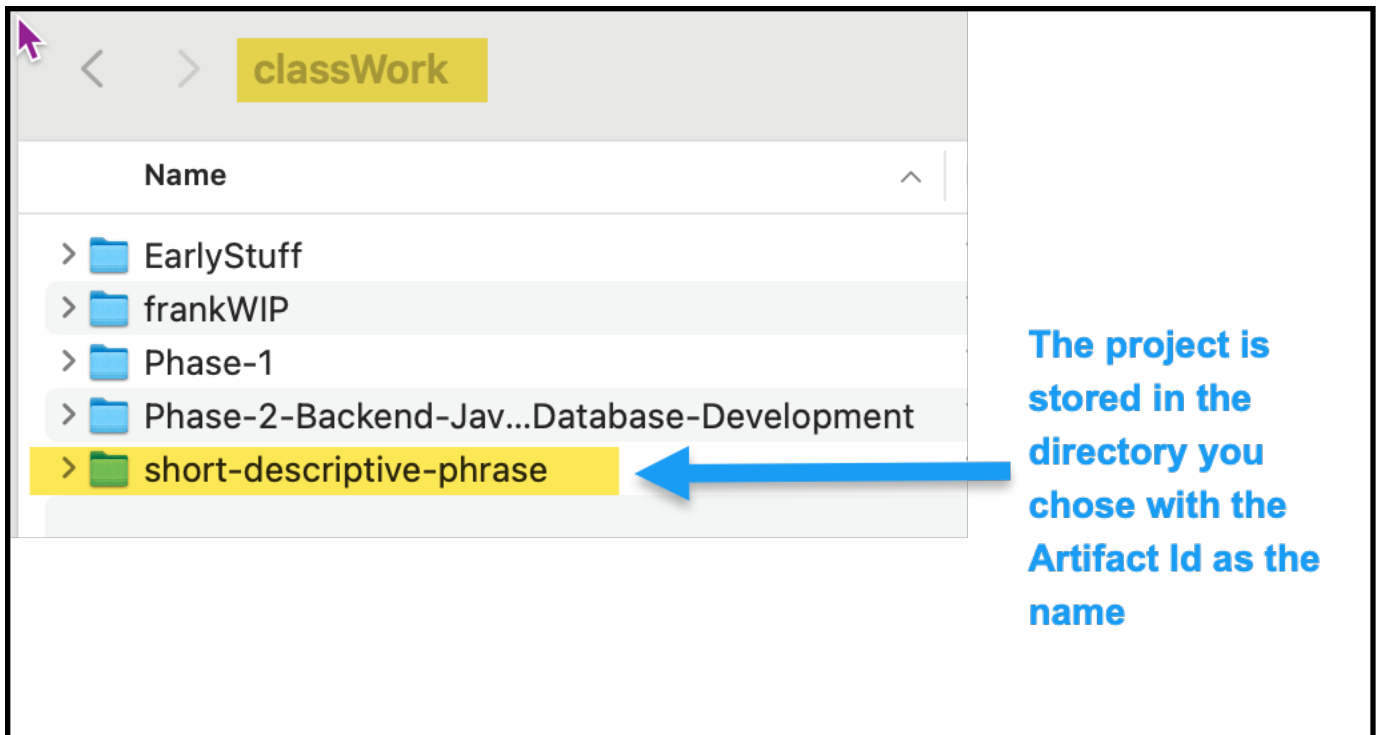 classWork
Name
EarlyStuff
frankWIP
Phase-1
Phase-2-Backend-Jav...Database-Development
short-descriptive-phrase
The project is
stored in the
directory you
chose with the
Artifact Id as the
name